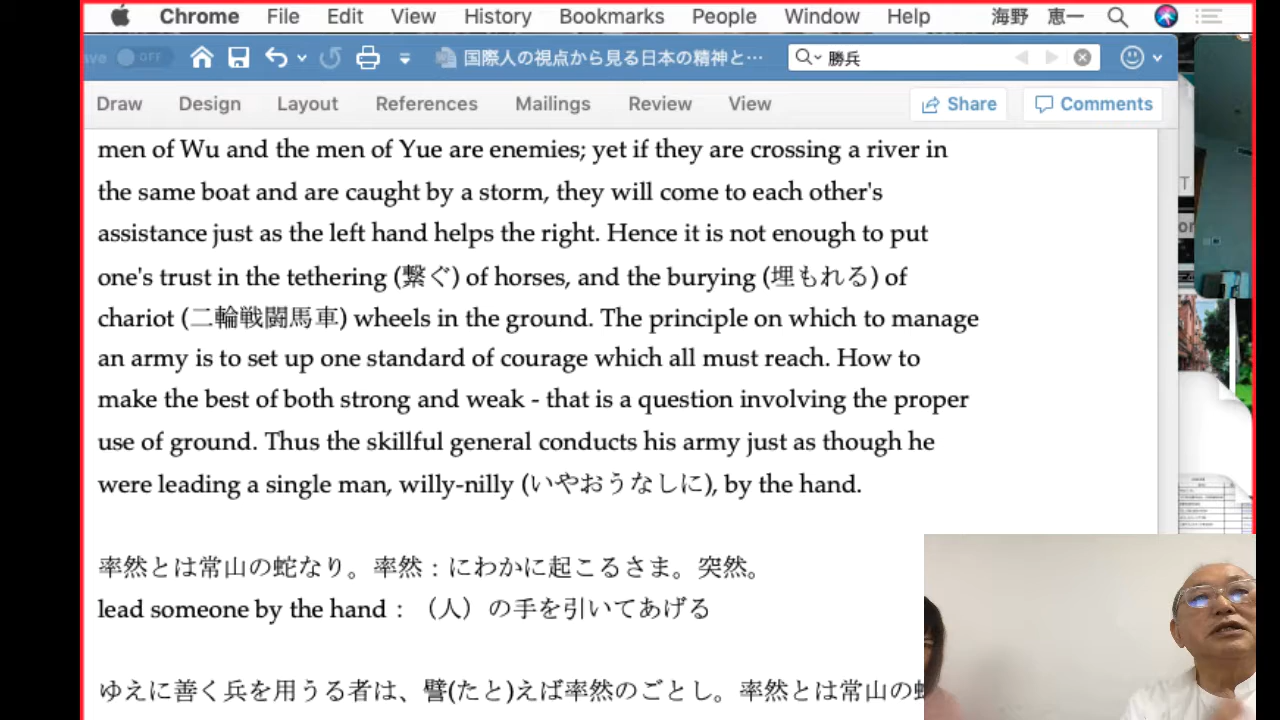 Chrome File Edit View History Bookmarks People Window Help 海野 恵一
ave OFF 国際人の視点から見る日本の精神と… 勝兵
Draw Design Layout References Mailings Review View Share Comments
men of Wu and the men of Yue are enemies; yet if they are crossing a river in
the same boat and are caught by a storm, they will come to each other's
assistance just as the left hand helps the right. Hence it is not enough to put
one's trust in the tethering (繋ぐ) of horses, and the burying (埋もれる) of
chariot (二輪戦闘馬車) wheels in the ground. The principle on which to manage
an army is to set up one standard of courage which all must reach. How to
make the best of both strong and weak - that is a question involving the proper
use of ground. Thus the skillful general conducts his army just as though he
were leading a single man, willy-nilly (いやおうなしに), by the hand.
率然とは常山の蛇なり。率然：にわかに起こるさま。突然。
lead someone by the hand：（人）の手を引いてあげる
ゆえに善く兵を用うる者は、譬(たと)えば率然のごとし。率然とは常山の